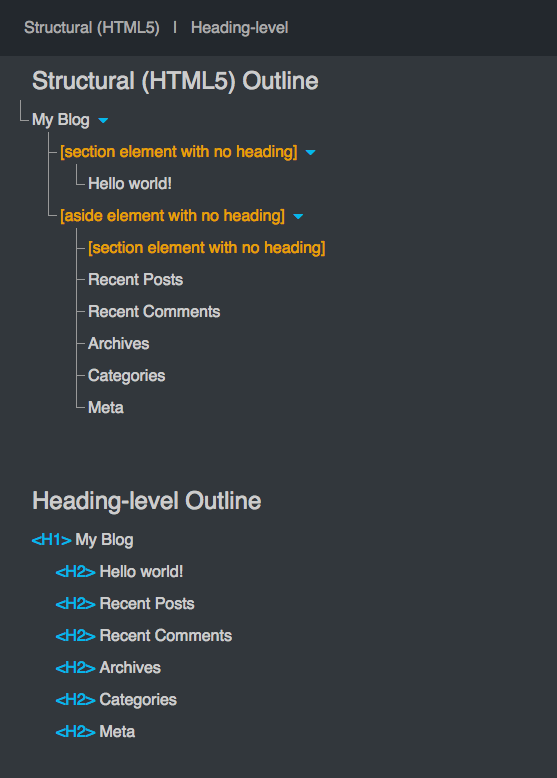 Structural (HTML5) | Heading-level
Structural (HTML5) Outline
My Blog
[section element with no heading]
Hello world!
[aside element with no heading]
[section element with no heading]
Recent Posts
Recent Comments
Archives
Categories
Meta
Heading-level Outline
<H1> My Blog
<H2> Hello world!
<H2> Recent Posts
<H2> Recent Comments
<H2> Archives
<H2> Categories
<H2> Meta